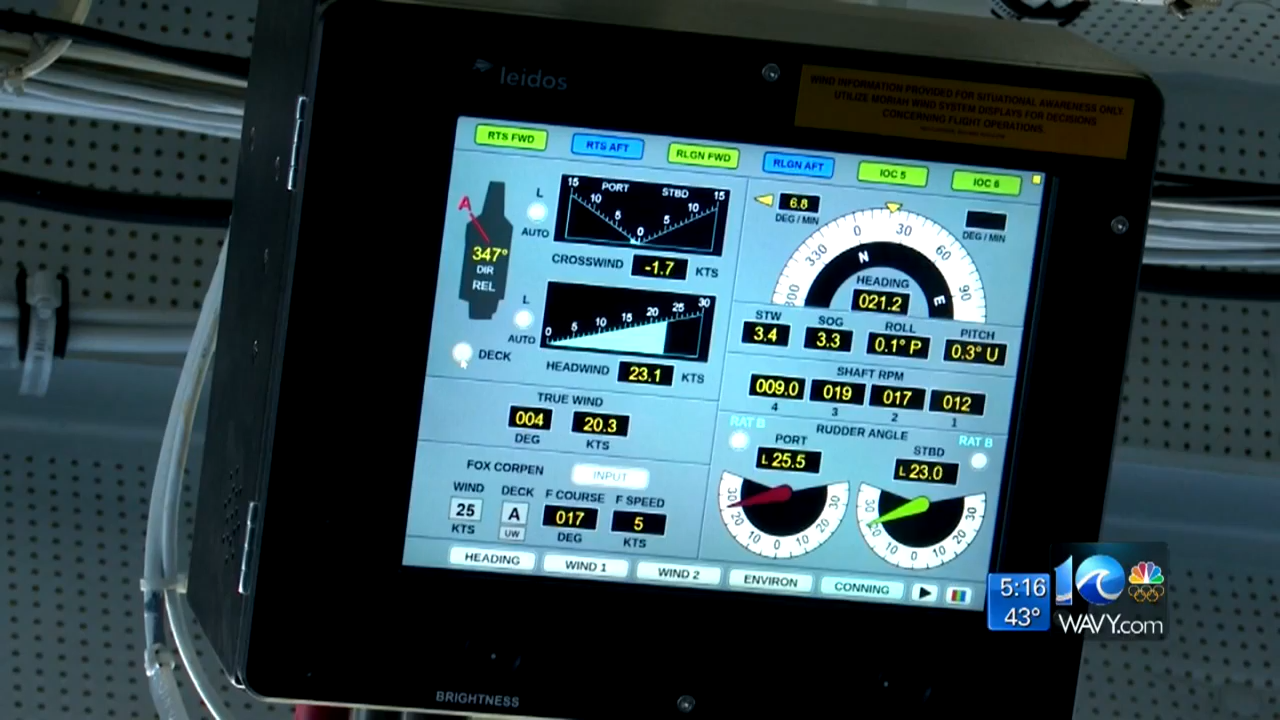 leidos
WIND INFORMATION PROVIDED FOR SITUATIONAL AWARENESS ONLY.
UTILIZE MORIAH WIND SYSTEM DISPLAYS FOR DECISIONS
CONCERNING FLIGHT OPERATIONS.
RTS FWD
RTS AFT
RLGN FWD
RLGN AFT
IOC 5
IOC 6
A
347°
DIR
REL
L
AUTO
15 PORT STBD 15
10 10
5 5
0
CROSSWIND -1.7 KTS
L
AUTO
0 5 10 15 20 25 30
HEADWIND 23.1 KTS
DECK
6.8
DEG / MIN
DEG / MIN
330 0 30 60 90
N
E
HEADING
021.2
STW SOG ROLL PITCH
3.4 3.3 0.1° P 0.3° U
SHAFT RPM
009.0 019 017 012
4 3 2 1
TRUE WIND
004 20.3
DEG KTS
RUDDER ANGLE
RAT B RAT B
PORT STBD
L 25.5 L 23.0
30 20 10 0 10 20 30
30 20 10 0 10 20 30
FOX CORPEN INPUT
WIND DECK F COURSE F SPEED
25 A 017 5
KTS UW DEG KTS
HEADING
WIND 1
WIND 2
ENVIRON
CONNING
BRIGHTNESS
5:16
43°
10
WAVY.com